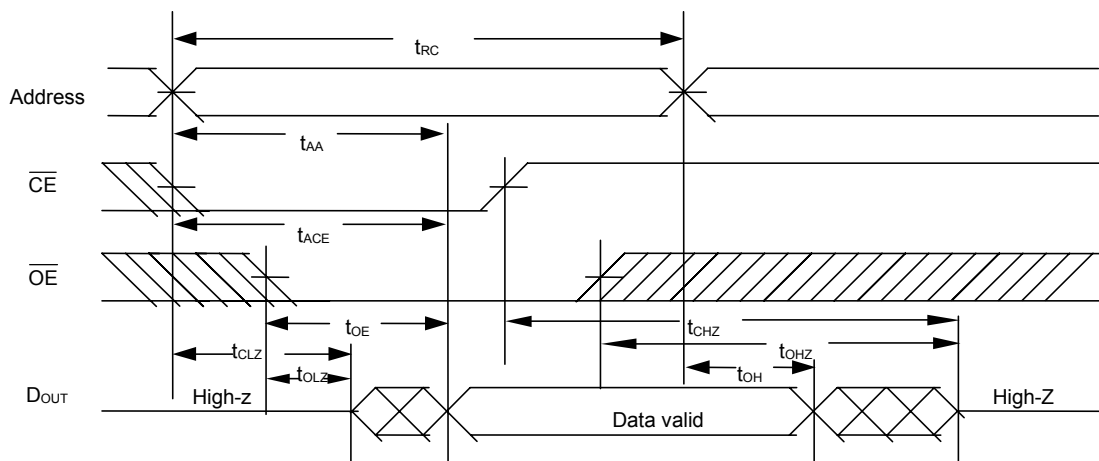 tRC
Address
tAA
CE
tACE
OE
tOE
tCHZ
tCLZ
tOHZ
tOLZ
tOH
DOUT
High-z
Data valid
High-Z